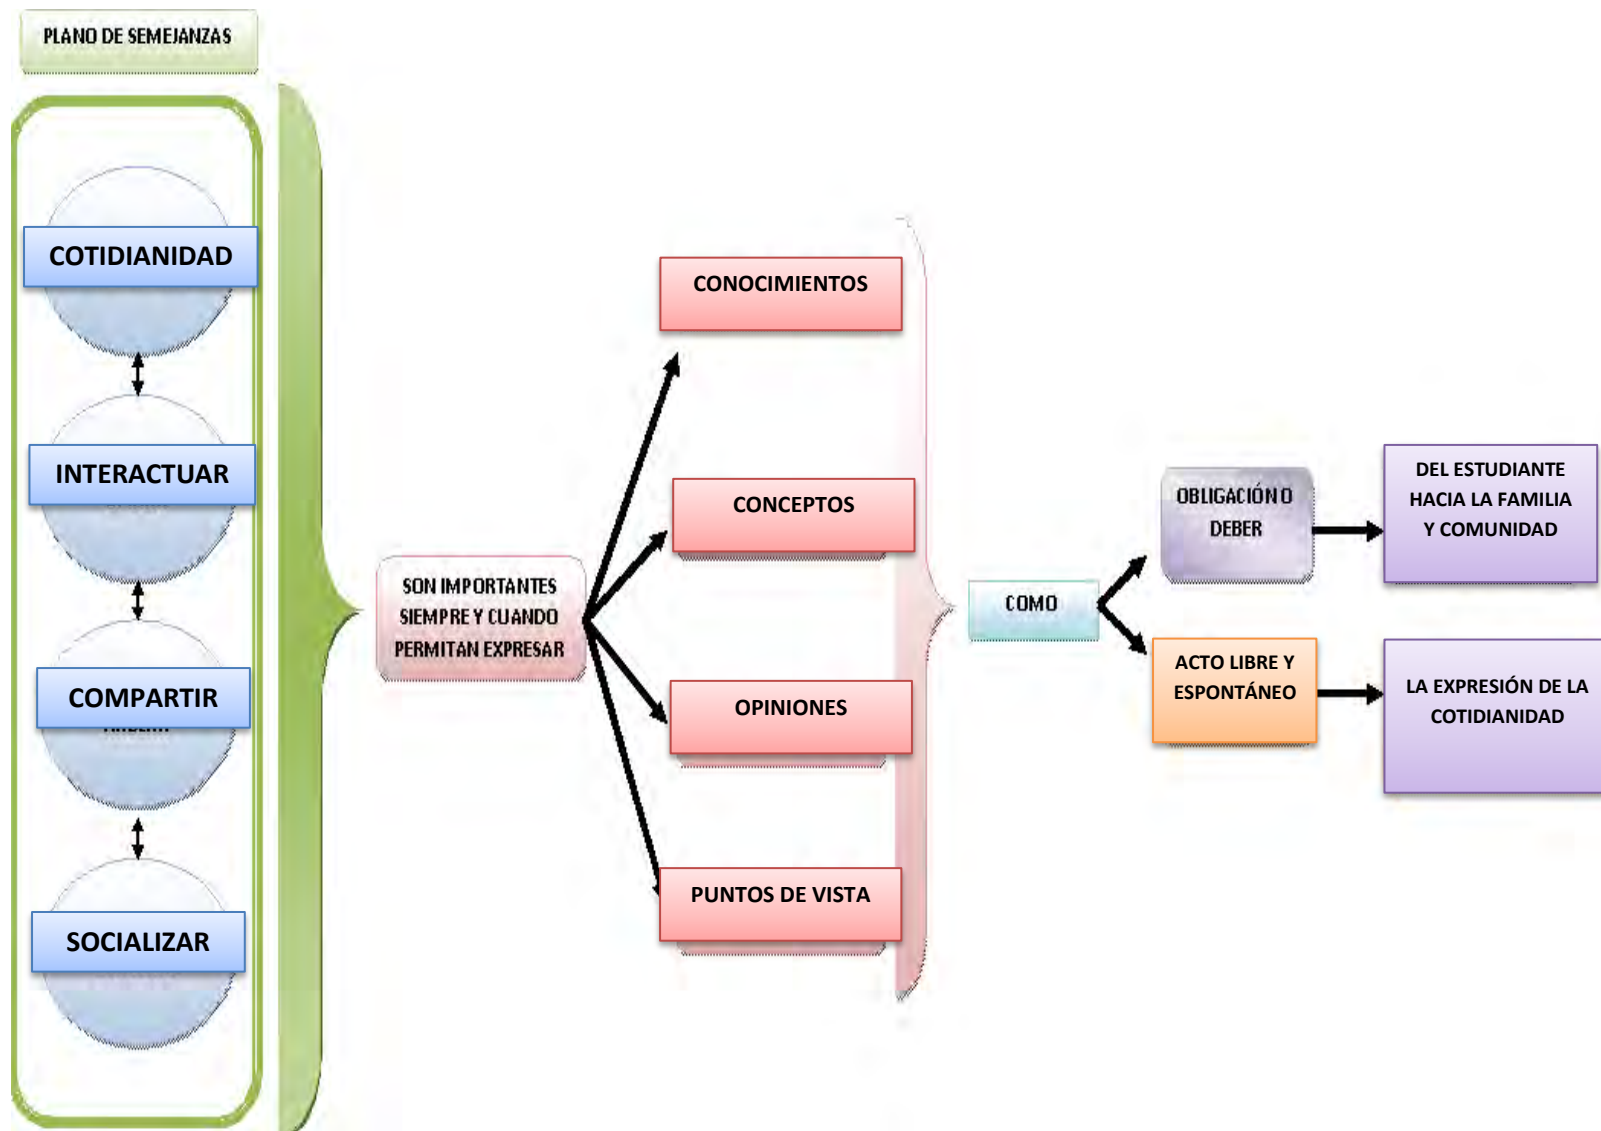 PLANO DE SEMEJANZAS
COTIDIANIDAD
INTERACTUAR
COMPARTIR
SOCIALIZAR
SON IMPORTANTES
SIEMPRE Y CUANDO
PERMITAN EXPRESAR
CONOCIMIENTOS
CONCEPTOS
OPINIONES
PUNTOS DE VISTA
COMO
OBLIGACIÓN O
DEBER
DEL ESTUDIANTE
HACIA LA FAMILIA
Y COMUNIDAD
ACTO LIBRE Y
ESPONTÁNEO
LA EXPRESIÓN DE LA
COTIDIANIDAD